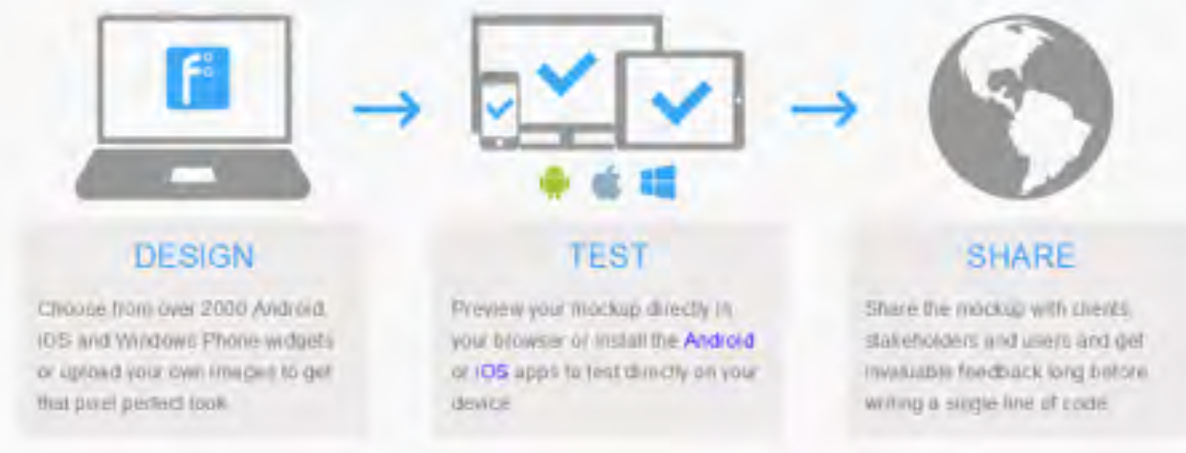 DESIGN
Choose from over 2000 Android,
iOS and Windows Phone widgets
or upload your own images to get
that pixel perfect look.
TEST
Preview your mockup directly in
your browser or install the Android
or iOS apps to test directly on your
device
SHARE
Share the mockup with clients,
stakeholders and users and get
invaluable feedback long before
writing a single line of code